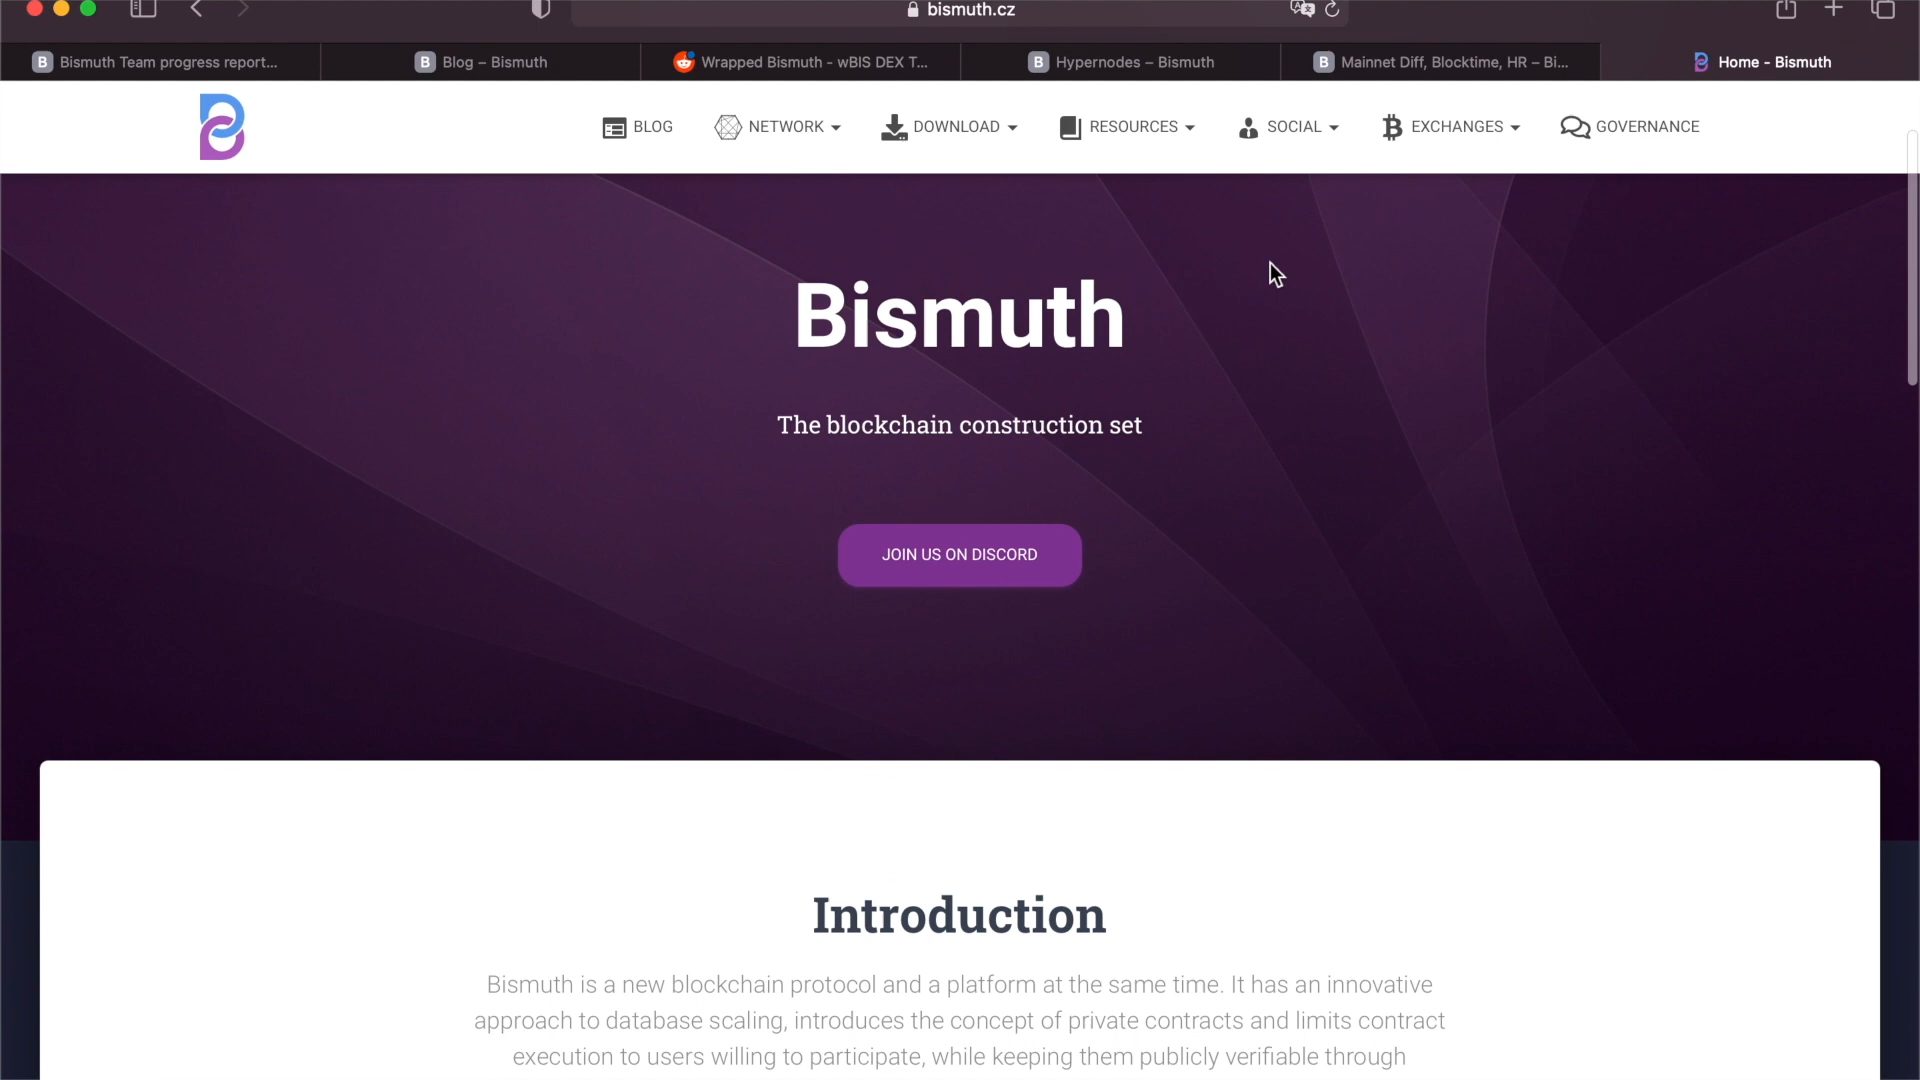 bismuth.cz
B Bismuth Team progress report...
B Blog – Bismuth
Wrapped Bismuth - wBIS DEX T...
B Hypernodes – Bismuth
B Mainnet Diff, Blocktime, HR – Bi...
Home - Bismuth
BLOG
NETWORK
DOWNLOAD
RESOURCES
SOCIAL
EXCHANGES
GOVERNANCE
Bismuth
The blockchain construction set
JOIN US ON DISCORD
Introduction
Bismuth is a new blockchain protocol and a platform at the same time. It has an innovative
approach to database scaling, introduces the concept of private contracts and limits contract
execution to users willing to participate, while keeping them publicly verifiable through